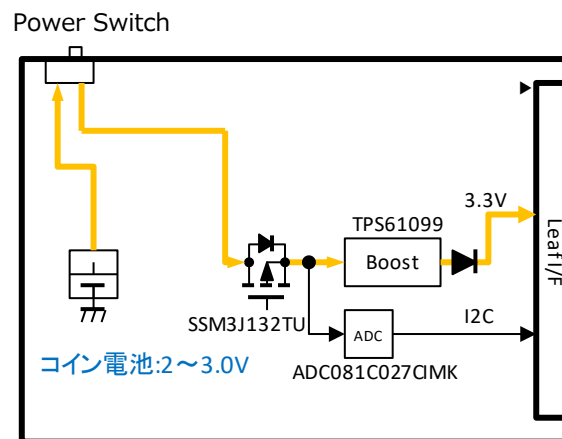 Power Switch
3.3V
TPS61099
Boost
Leaf I/F
SSM3J132TU
I2C
ADC
コイン電池:2～3.0V
ADC081C027CIMK